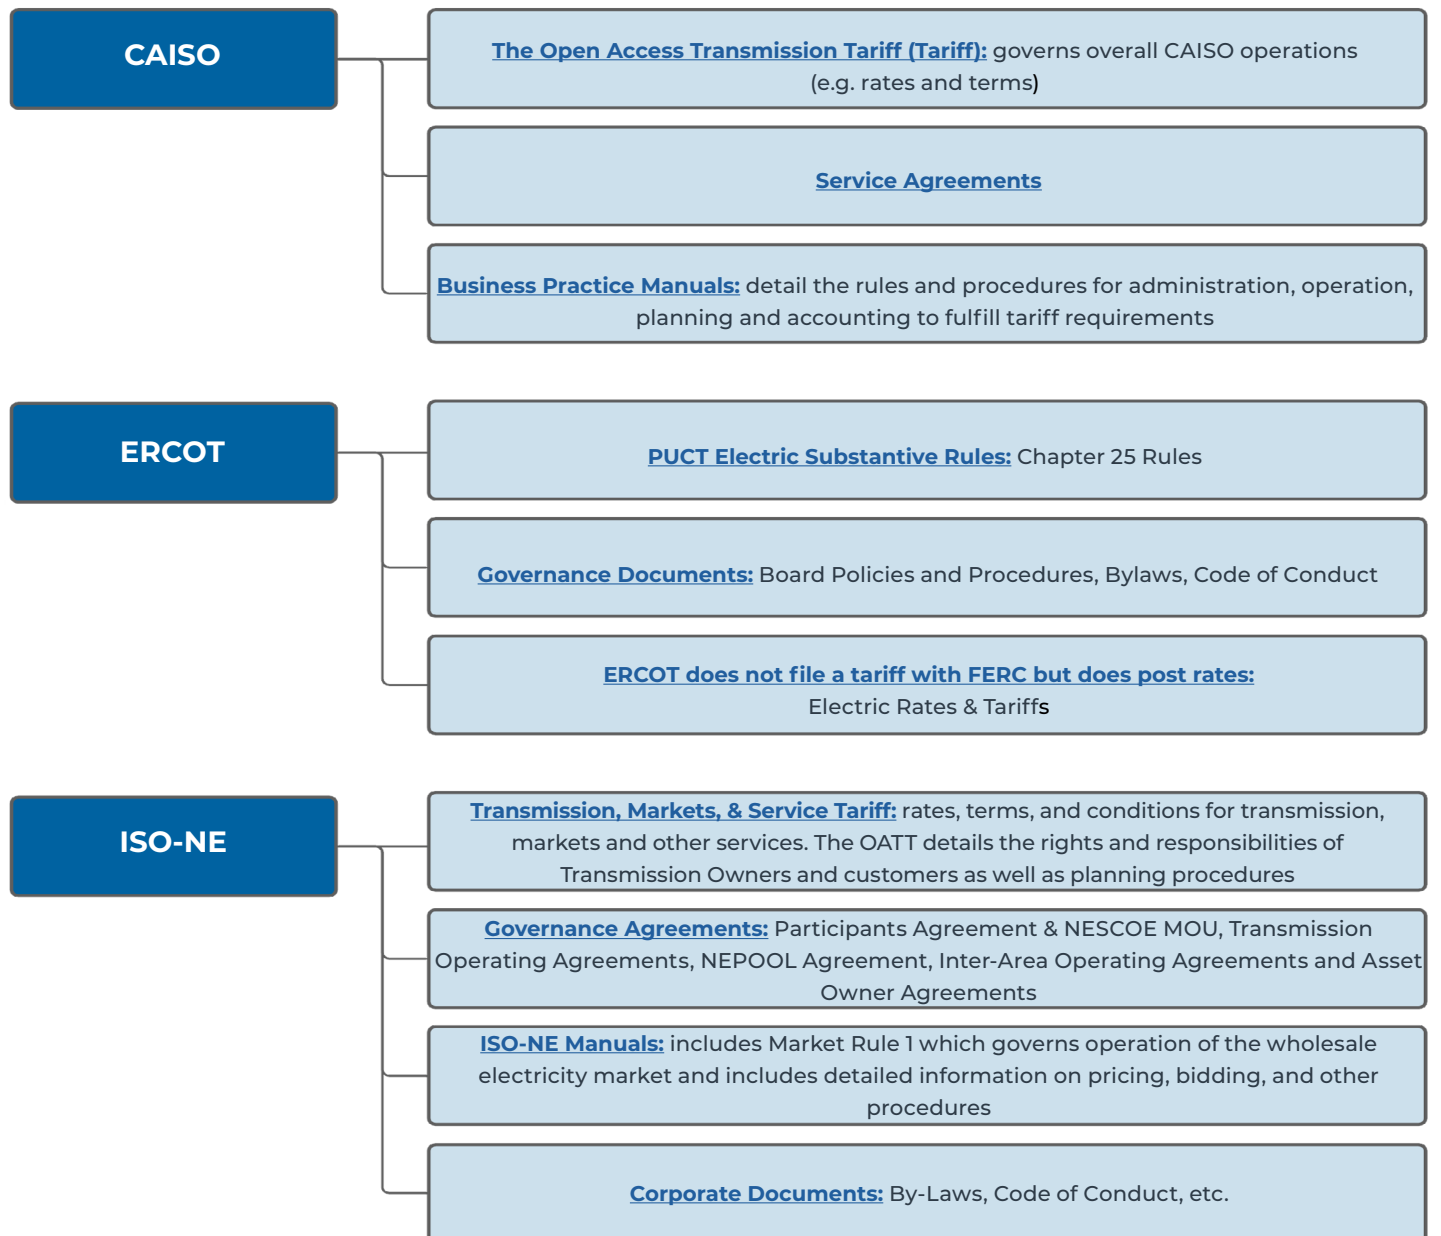 CAISO
The Open Access Transmission Tariff (Tariff): governs overall CAISO operations
(e.g. rates and terms)
Service Agreements
Business Practice Manuals: detail the rules and procedures for administration, operation,
planning and accounting to fulfill tariff requirements
ERCOT
PUCT Electric Substantive Rules: Chapter 25 Rules
Governance Documents: Board Policies and Procedures, Bylaws, Code of Conduct
ERCOT does not file a tariff with FERC but does post rates:
Electric Rates & Tariffs
ISO-NE
Transmission, Markets, & Service Tariff: rates, terms, and conditions for transmission,
markets and other services. The OATT details the rights and responsibilities of
Transmission Owners and customers as well as planning procedures
Governance Agreements: Participants Agreement & NESCOE MOU, Transmission
Operating Agreements, NEPOOL Agreement, Inter-Area Operating Agreements and Asset
Owner Agreements
ISO-NE Manuals: includes Market Rule 1 which governs operation of the wholesale
electricity market and includes detailed information on pricing, bidding, and other
procedures
Corporate Documents: By-Laws, Code of Conduct, etc.